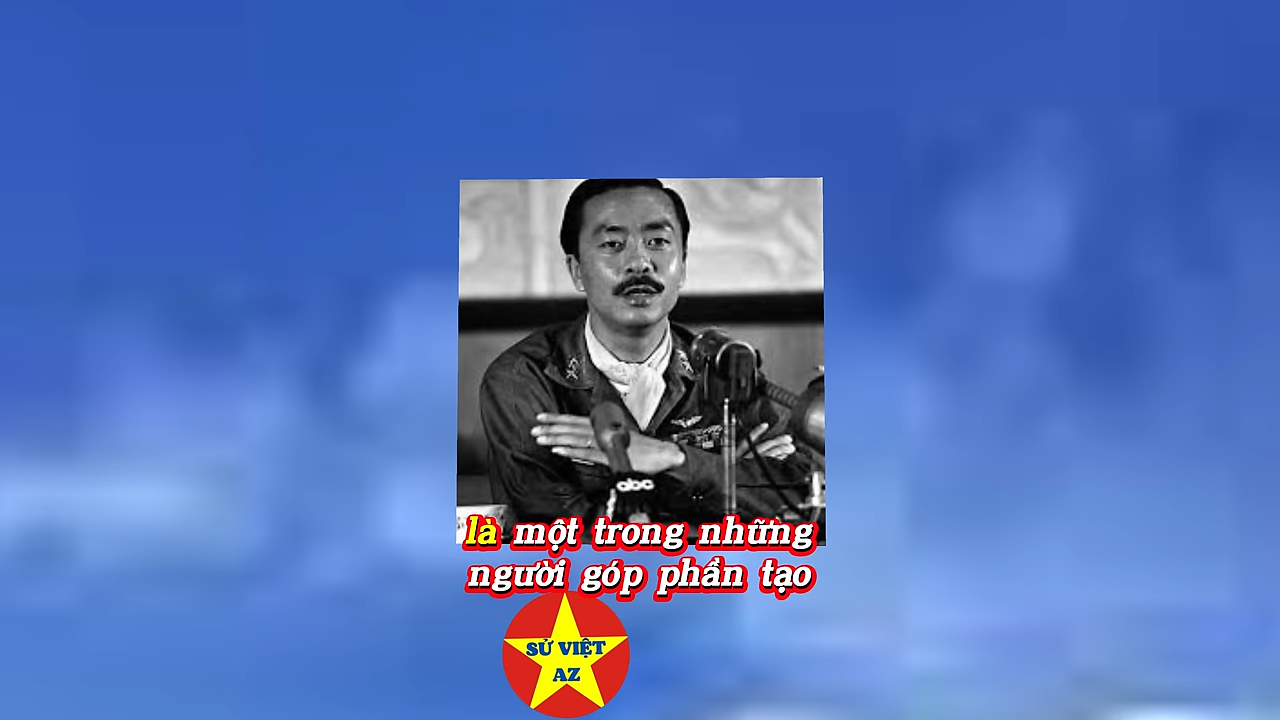 abc
là một trong những
người góp phần tạo
SỬ VIỆT
AZ